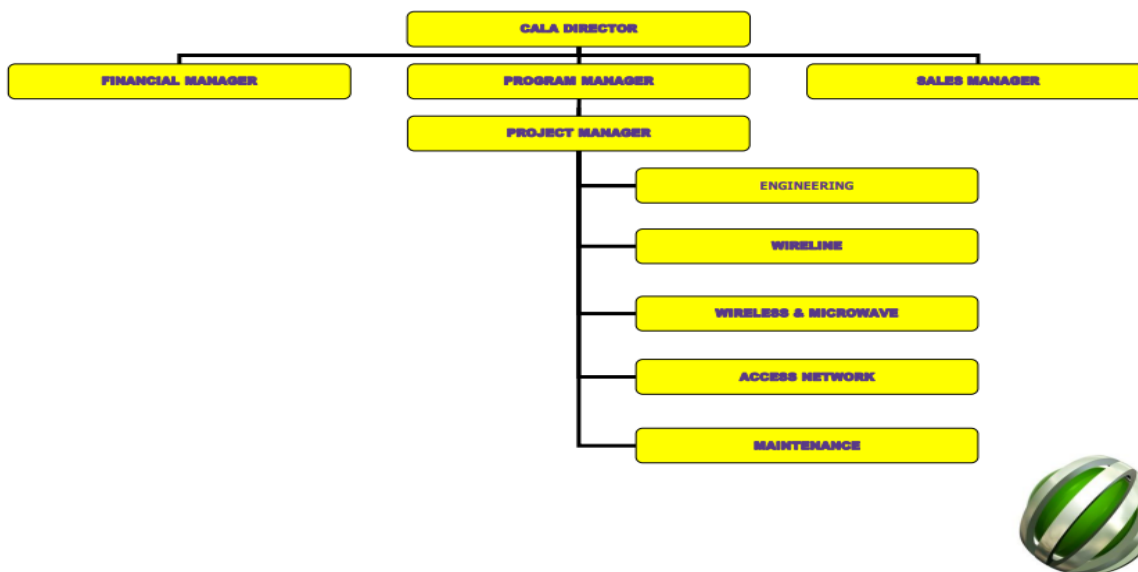 CALA DIRECTOR
FINANCIAL MANAGER
PROGRAM MANAGER
SALES MANAGER
PROJECT MANAGER
ENGINEERING
WIRELINE
WIRELESS & MICROWAVE
ACCESS NETWORK
MAINTENANCE